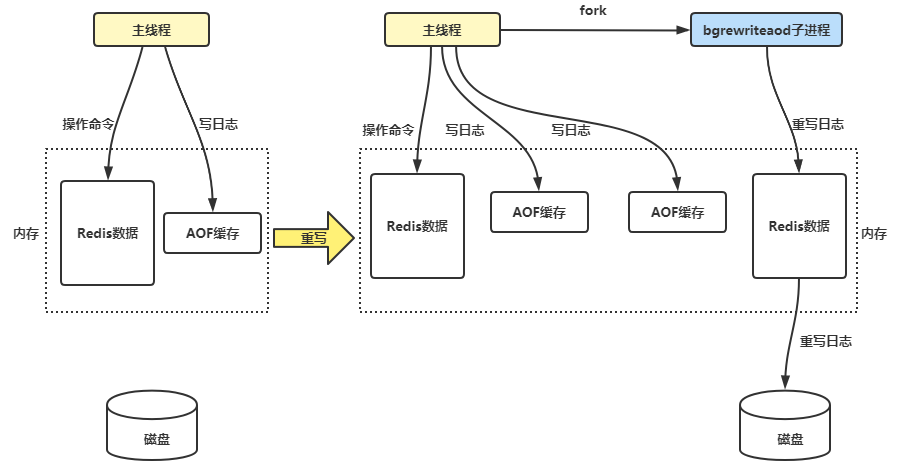 主线程
操作命令
写日志
内存
Redis数据
AOF缓存
磁盘
重写
主线程
fork
bgrewriteaod子进程
操作命令
写日志
写日志
重写日志
Redis数据
AOF缓存
AOF缓存
Redis数据
内存
重写日志
磁盘